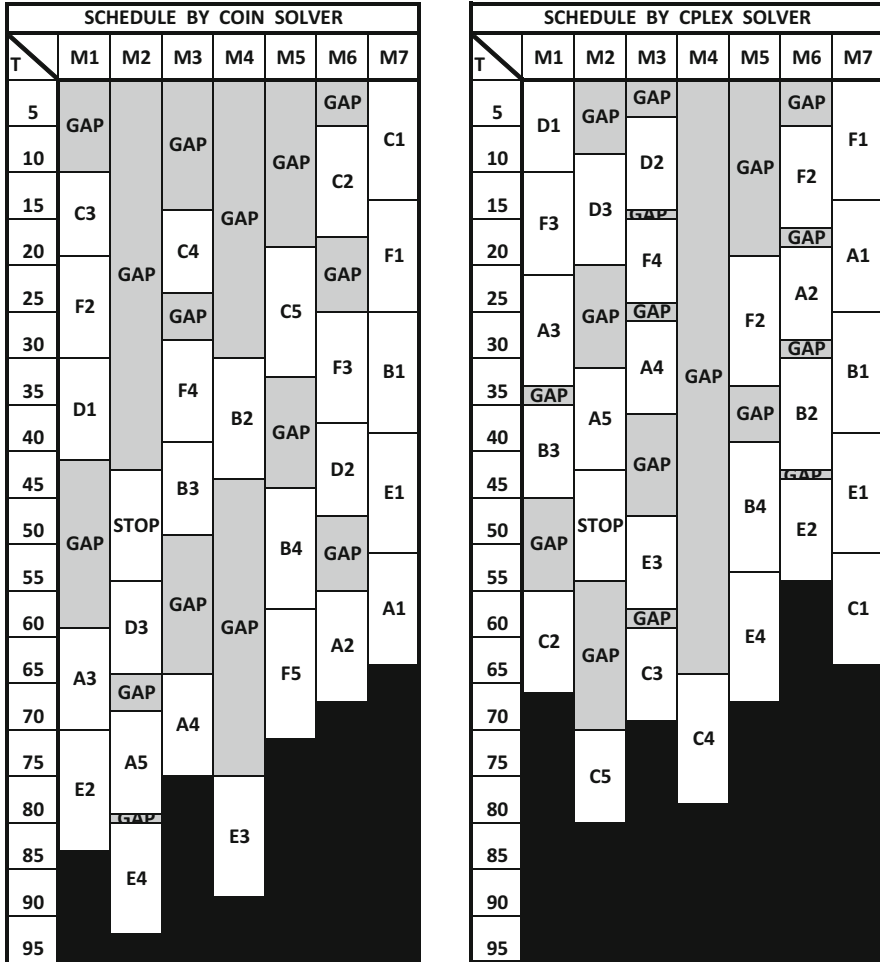 SCHEDULE BY COIN SOLVER
T M1 M2 M3 M4 M5 M6 M7
5
10
15
20
25
30
35
40
45
50
55
60
65
70
75
80
85
90
95
GAP
C3
F2
D1
GAP
A3
E2
GAP
STOP
D3
GAP
A5
GAP
E4
GAP
C4
GAP
F4
B3
GAP
A4
GAP
B2
GAP
E3
GAP
C5
GAP
B4
F5
GAP
C2
GAP
F3
D2
GAP
A2
C1
F1
B1
E1
A1
SCHEDULE BY CPLEX SOLVER
T M1 M2 M3 M4 M5 M6 M7
5
10
15
20
25
30
35
40
45
50
55
60
65
70
75
80
85
90
95
D1
F3
A3
GAP
B3
GAP
C2
GAP
D3
GAP
A5
STOP
GAP
C5
GAP
D2
GAP
F4
GAP
A4
GAP
E3
GAP
C3
GAP
C4
GAP
F2
GAP
B4
E4
GAP
F2
GAP
A2
GAP
B2
GAP
E2
F1
A1
B1
E1
C1